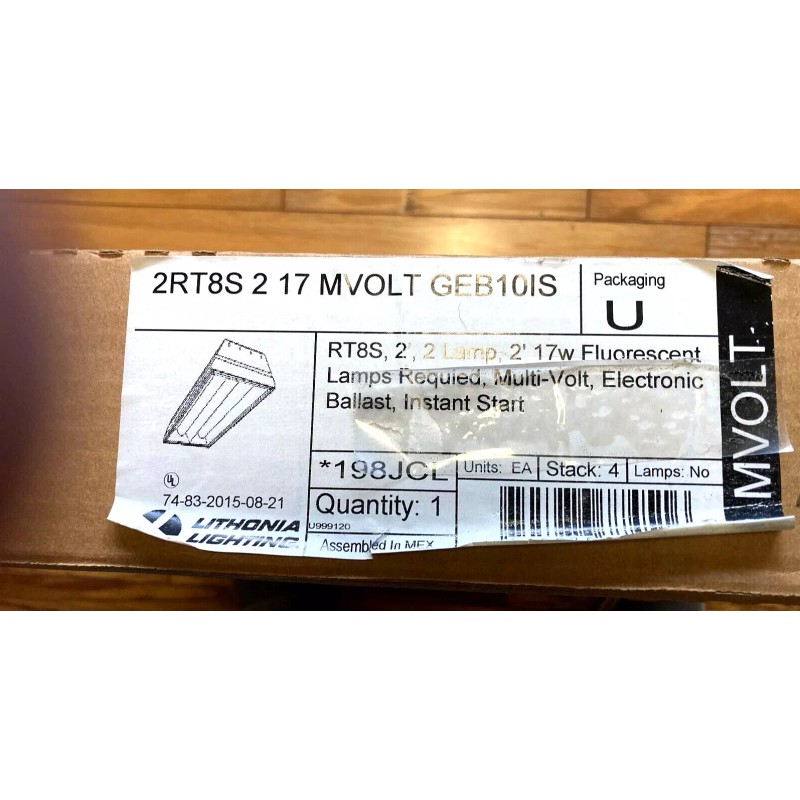 2RT8S 2 17 MVOLT GEB10IS
Packaging
U
RT8S, 2', 2 Lamp, 2' 17w Fluorescent
Lamps Requied, Multi-Volt, Electronic
Ballast, Instant Start
MVOLT
UL
74-83-2015-08-21
LITHONIA
LIGHTING
*198JCL
Units: EA
Stack: 4
Lamps: No
Quantity: 1
U999120
Assembled In MEX